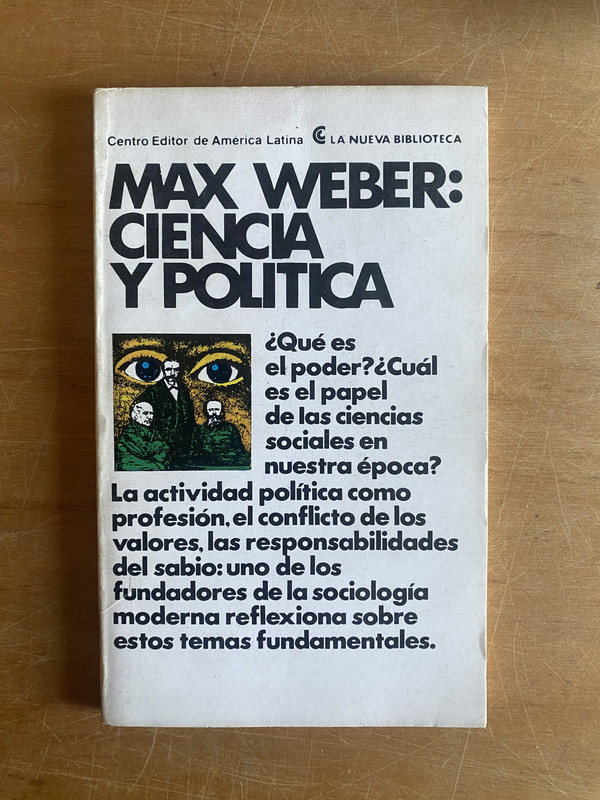 Centro Editor de América Latina LA NUEVA BIBLIOTECA
MAX WEBER:
CIENCIA
Y POLITICA
¿Qué es
el poder?¿Cuál
es el papel
de las ciencias
sociales en
nuestra época?
La actividad política como
profesión, el conflicto de los
valores, las responsabilidades
del sabio: uno de los
fundadores de la sociología
moderna reflexiona sobre
estos temas fundamentales.